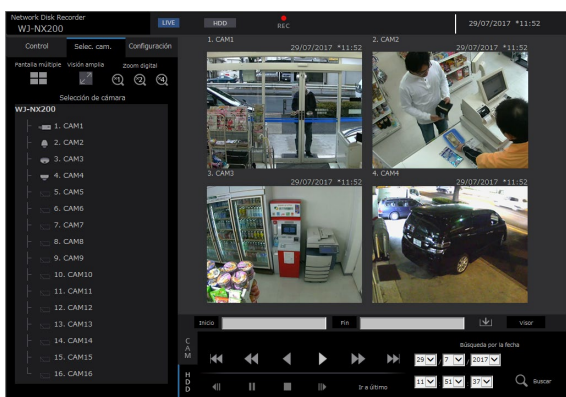 Network Disk Recorder
WJ-NX200
LIVE
HDD
REC
29/07/2017 *11:52
Control
Selec. cam.
Configuración
Pantalla múltiple
Visión amplia
Zoom digital
*1
*2
*4
Selección de cámara
WJ-NX200
1. CAM1
2. CAM2
3. CAM3
4. CAM4
5. CAM5
6. CAM6
7. CAM7
8. CAM8
9. CAM9
10. CAM10
11. CAM11
12. CAM12
13. CAM13
14. CAM14
15. CAM15
16. CAM16
1. CAM1
29/07/2017 *11:52
2. CAM2
29/07/2017 *11:52
3. CAM3
29/07/2017 *11:52
4. CAM4
29/07/2017 *11:52
Inicio
Fin
Visor
CAM
HDD
Búsqueda por la fecha
29 / 7 / 2017
Ir a último
11 : 51 : 37
Buscar